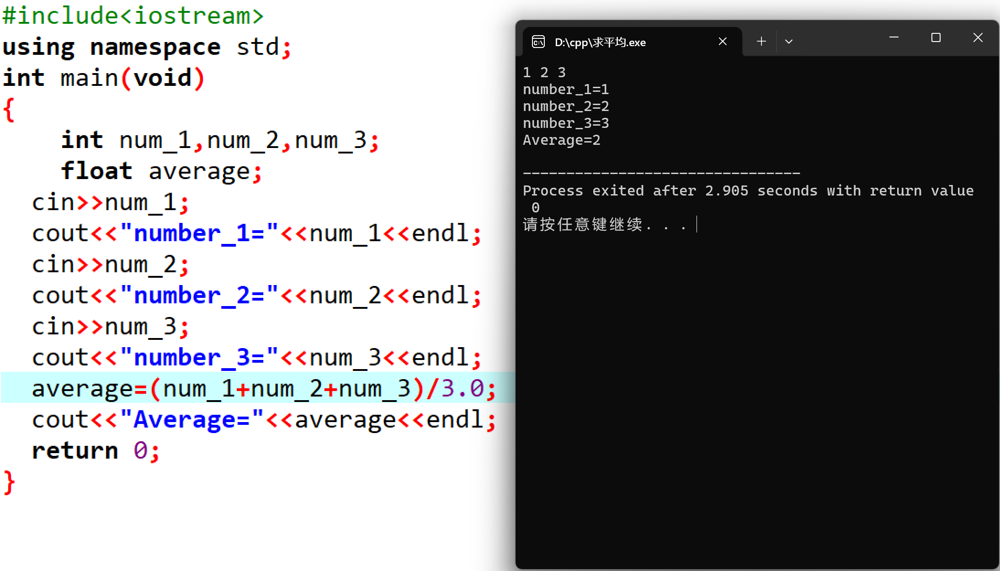 #include<iostream>
using namespace std;
int main(void)
{
    int num_1,num_2,num_3;
    float average;
  cin>>num_1;
  cout<<"number_1="<<num_1<<endl;
  cin>>num_2;
  cout<<"number_2="<<num_2<<endl;
  cin>>num_3;
  cout<<"number_3="<<num_3<<endl;
  average=(num_1+num_2+num_3)/3.0;
  cout<<"Average="<<average<<endl;
  return 0;
}
D:\cpp\求平均.exe
1 2 3
number_1=1
number_2=2
number_3=3
Average=2
--------------------------------
Process exited after 2.905 seconds with return value
 0
请按任意键继续. . .